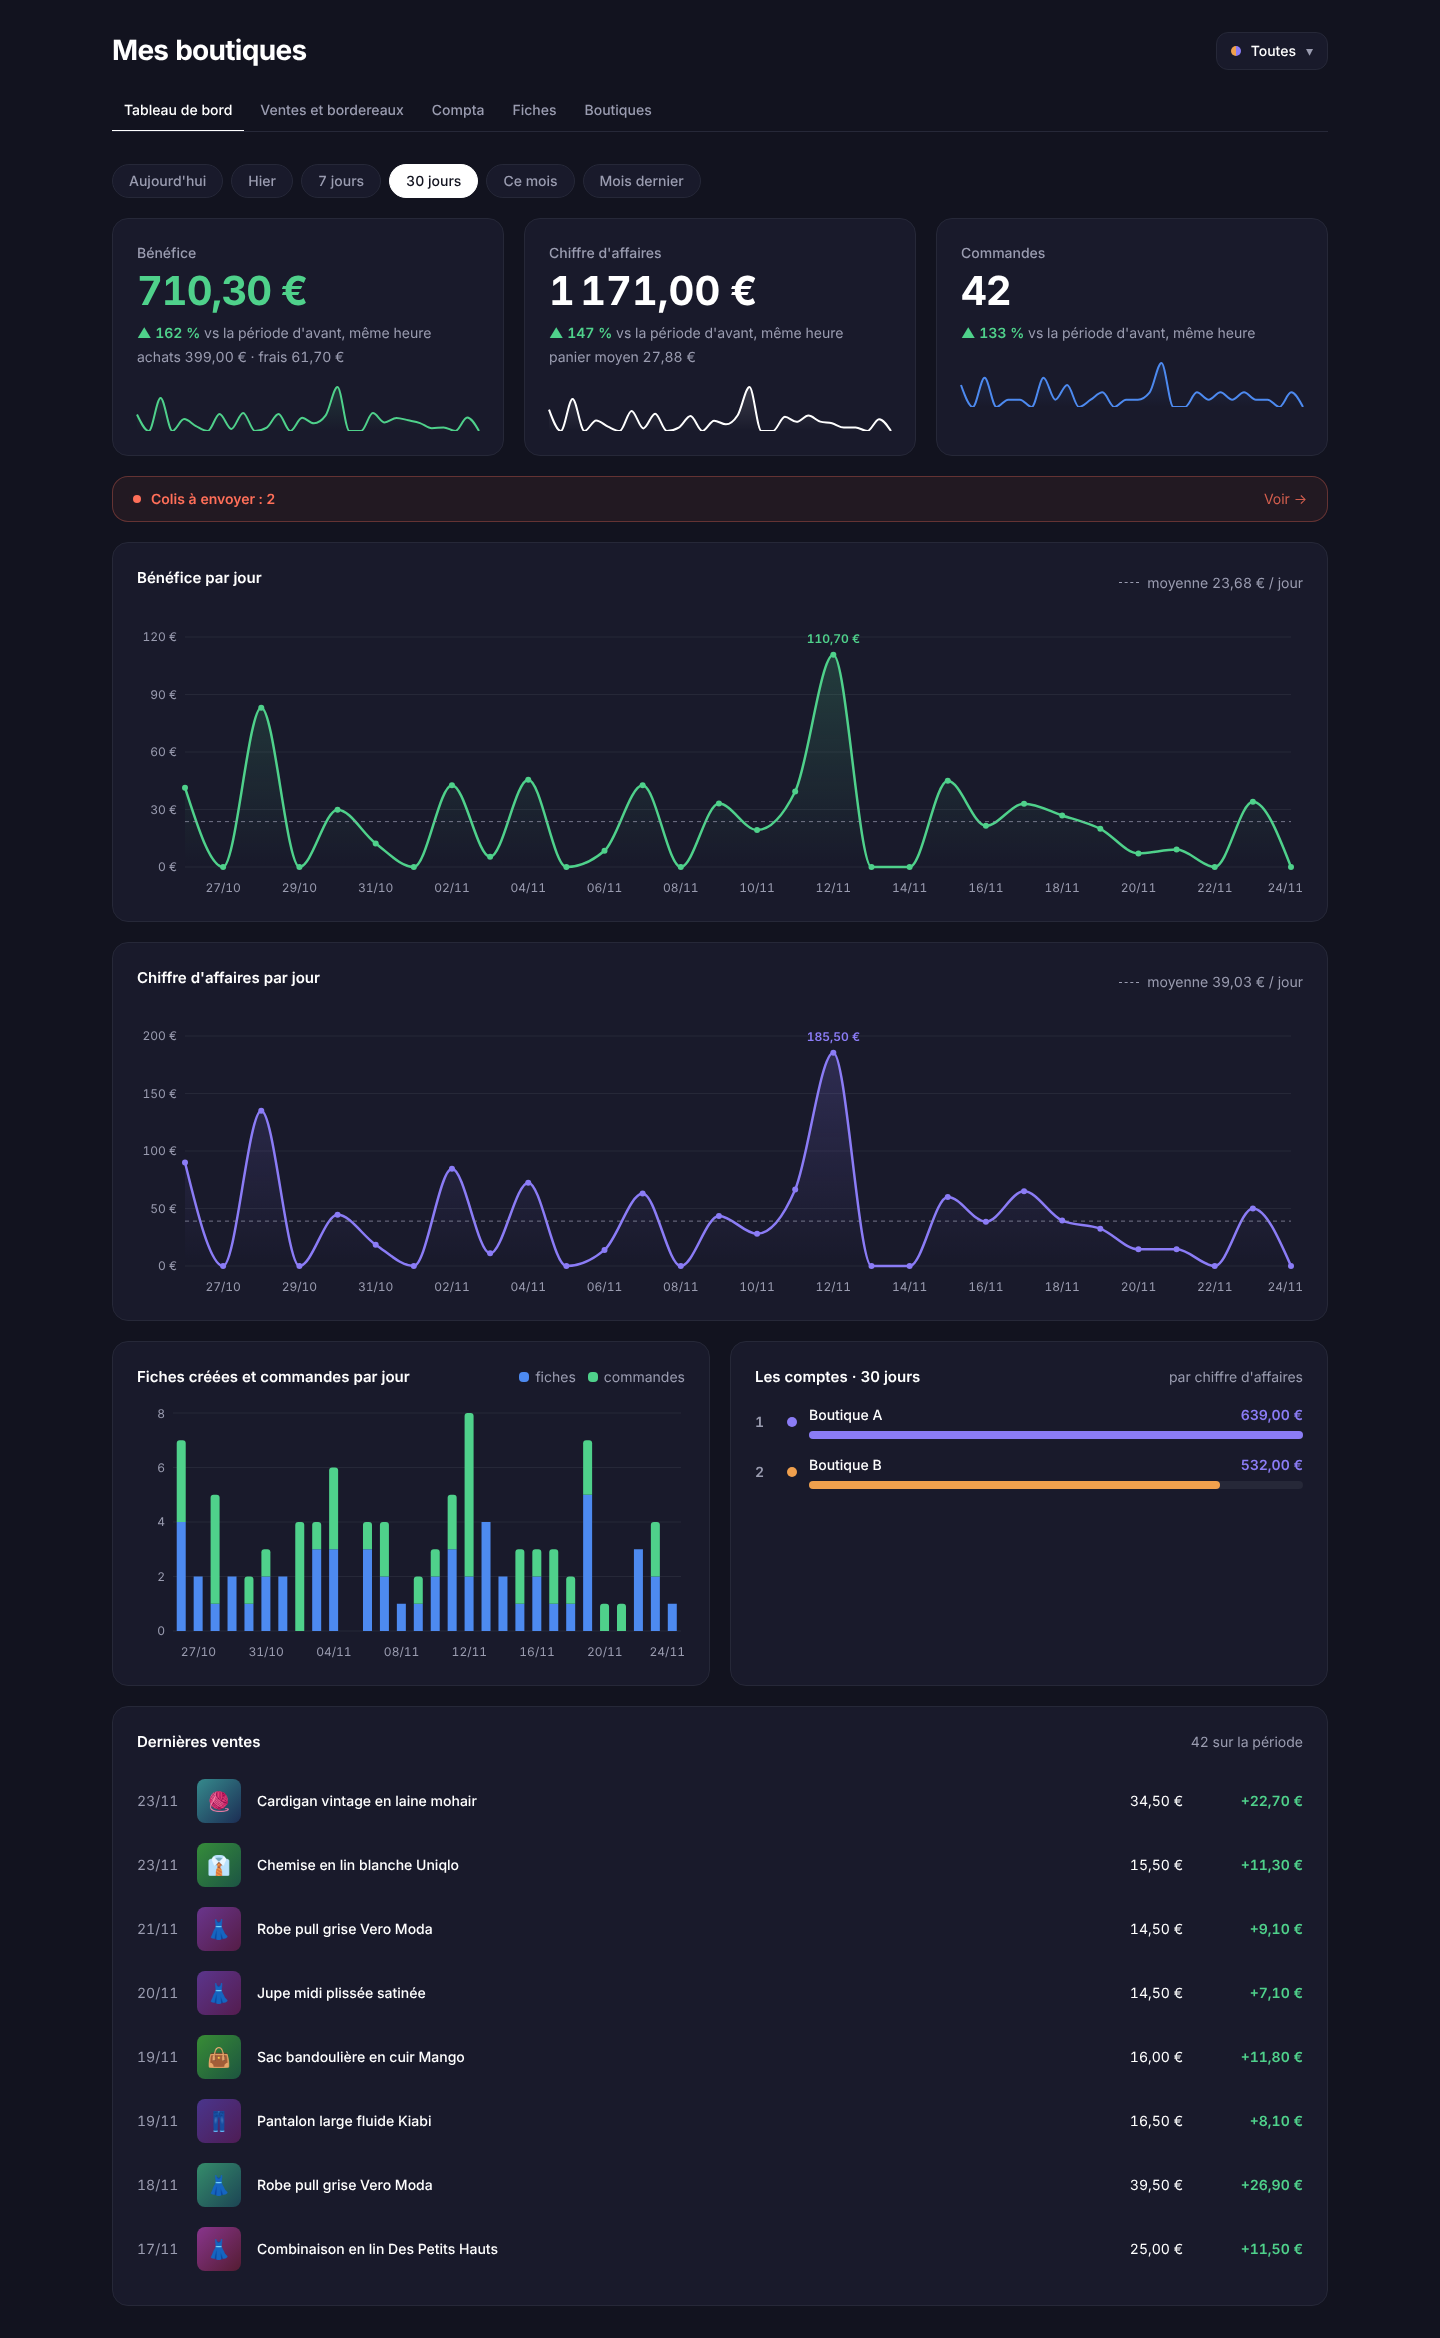 Mes boutiques
Toutes ▾
Tableau de bord Ventes et bordereaux Compta Fiches Boutiques
Aujourd'hui Hier 7 jours 30 jours Ce mois Mois dernier
Bénéfice
710,30 €
▲ 162 % vs la période d'avant, même heure
achats 399,00 € · frais 61,70 €
Chiffre d'affaires
1 171,00 €
▲ 147 % vs la période d'avant, même heure
panier moyen 27,88 €
Commandes
42
▲ 133 % vs la période d'avant, même heure
Colis à envoyer : 2
Voir →
Bénéfice par jour
moyenne 23,68 € / jour
120 €
110,70 €
90 €
60 €
30 €
0 €
27/10 29/10 31/10 02/11 04/11 06/11 08/11 10/11 12/11 14/11 16/11 18/11 20/11 22/11 24/11
Chiffre d'affaires par jour
moyenne 39,03 € / jour
200 €
185,50 €
150 €
100 €
50 €
0 €
27/10 29/10 31/10 02/11 04/11 06/11 08/11 10/11 12/11 14/11 16/11 18/11 20/11 22/11 24/11
Fiches créées et commandes par jour
fiches commandes
8
6
4
2
0
27/10 31/10 04/11 08/11 12/11 16/11 20/11 24/11
Les comptes · 30 jours
par chiffre d'affaires
1 Boutique A 639,00 €
2 Boutique B 532,00 €
Dernières ventes
42 sur la période
23/11 Cardigan vintage en laine mohair 34,50 € +22,70 €
23/11 Chemise en lin blanche Uniqlo 15,50 € +11,30 €
21/11 Robe pull grise Vero Moda 14,50 € +9,10 €
20/11 Jupe midi plissée satinée 14,50 € +7,10 €
19/11 Sac bandoulière en cuir Mango 16,00 € +11,80 €
19/11 Pantalon large fluide Kiabi 16,50 € +8,10 €
18/11 Robe pull grise Vero Moda 39,50 € +26,90 €
17/11 Combinaison en lin Des Petits Hauts 25,00 € +11,50 €